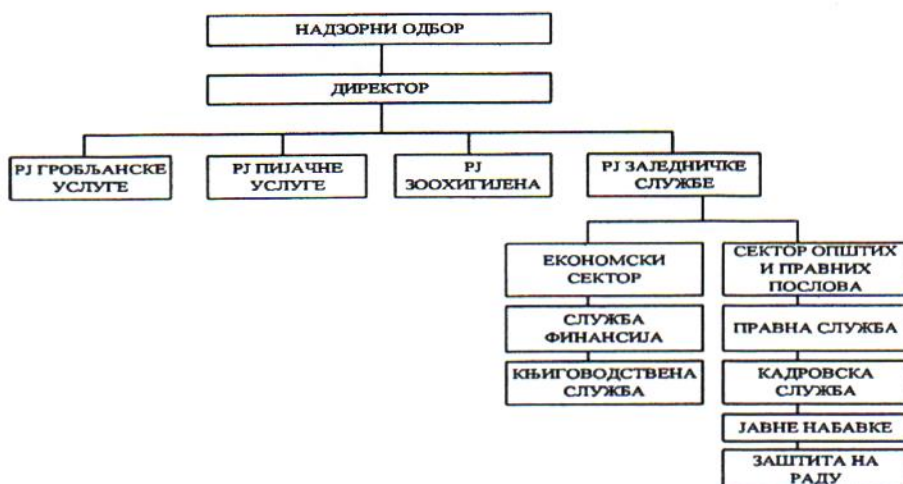 НАДЗОРНИ ОДБОР
ДИРЕКТОР
РЈ ГРОБЉАНСКЕ
УСЛУГЕ
РЈ ПИЈАЧНЕ
УСЛУГЕ
РЈ
ЗООХИГИЈЕНА
РЈ ЗАЈЕДНИЧКЕ
СЛУЖБЕ
ЕКОНОМСКИ
СЕКТОР
СЛУЖБА
ФИНАНСИЈА
КЊИГОВОДСТВЕНА
СЛУЖБА
СЕКТОР ОПШТИХ
И ПРАВНИХ
ПОСЛОВА
ПРАВНА СЛУЖБА
КАДРОВСКА
СЛУЖБА
ЈАВНЕ НАБАВКЕ
ЗАШТИТА НА
РАДУ